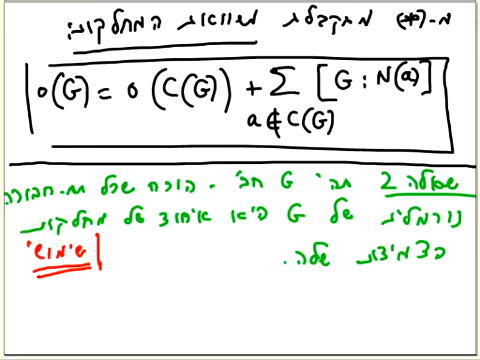 מ-(**) מתקבלת משוואת המחלקות:
o(G) = o(C(G)) + ∑ [G : N(a)]
a∉C(G)
שאלה 2 תהי G חב'. הוכח שכל תת-חבורה
נורמלית של G היא איחוד של מחלקות
הצמידות שלה.
שימושי